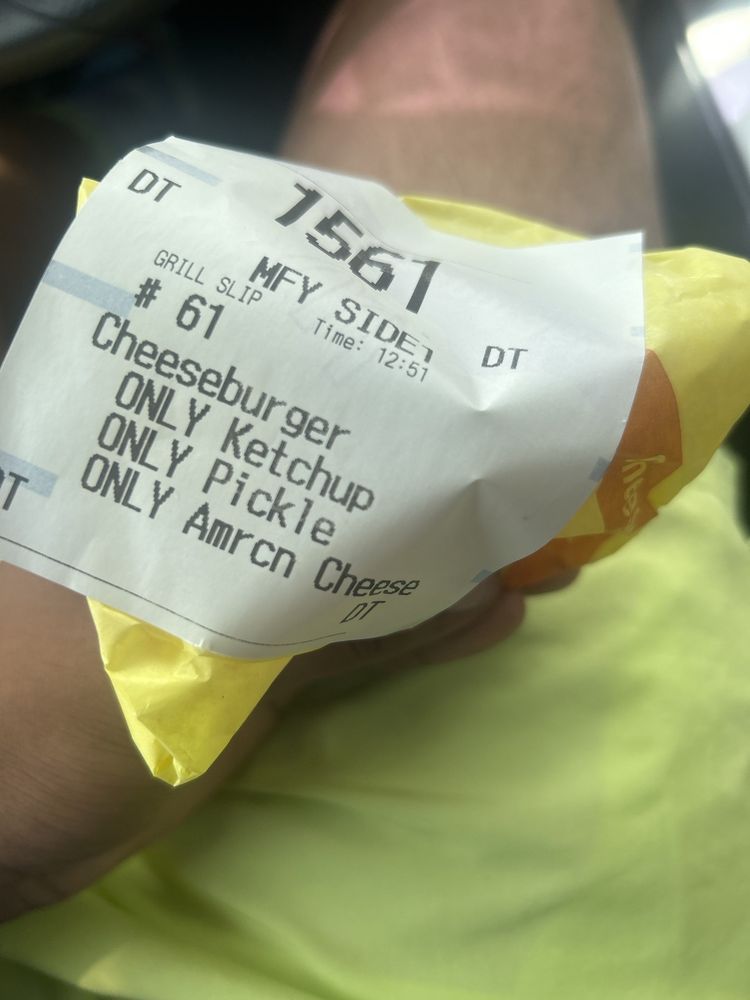 DT
1561
GRILL SLIP
MFY SIDE1
# 61
Time: 12:51
DT
Cheeseburger
ONLY Ketchup
ONLY Pickle
ONLY Amrcn Cheese
DT
DT